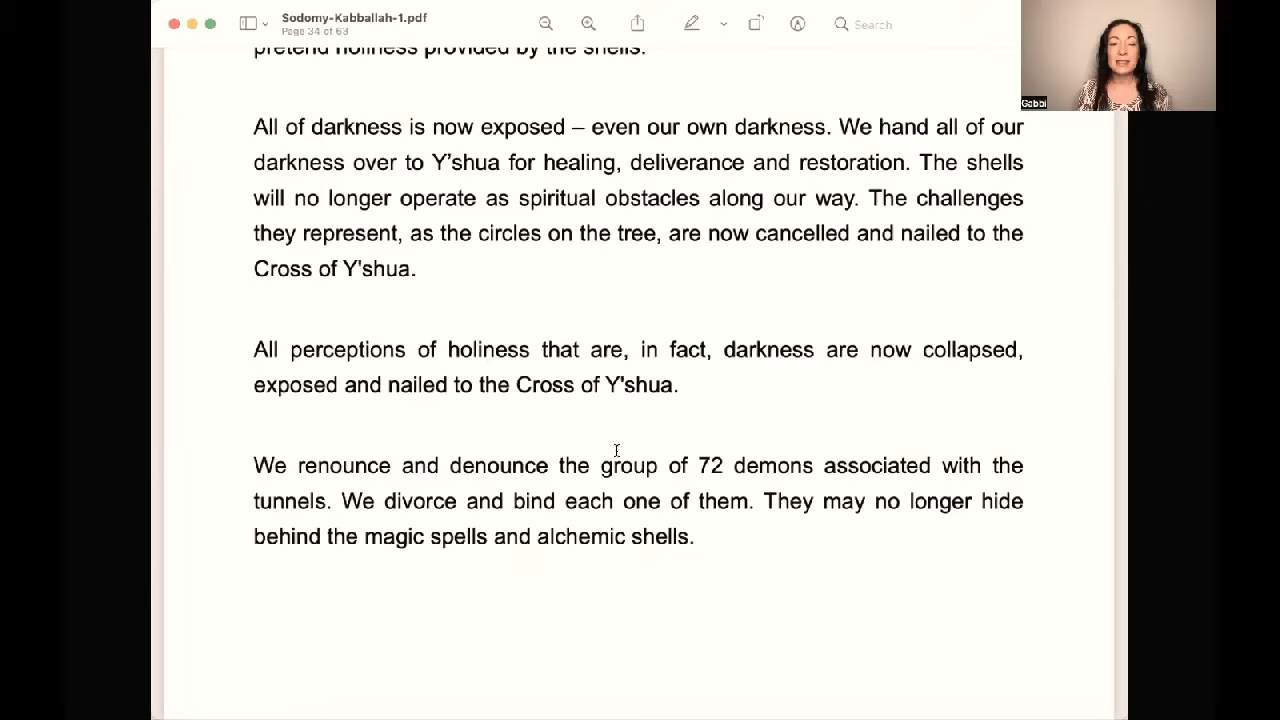 Sodomy-Kabballah-1.pdf
Page 34 of 63
Search
Gabbi
pretend holiness provided by the shells.
All of darkness is now exposed – even our own darkness. We hand all of our
darkness over to Y’shua for healing, deliverance and restoration. The shells
will no longer operate as spiritual obstacles along our way. The challenges
they represent, as the circles on the tree, are now cancelled and nailed to the
Cross of Y'shua.
All perceptions of holiness that are, in fact, darkness are now collapsed,
exposed and nailed to the Cross of Y'shua.
We renounce and denounce the group of 72 demons associated with the
tunnels. We divorce and bind each one of them. They may no longer hide
behind the magic spells and alchemic shells.